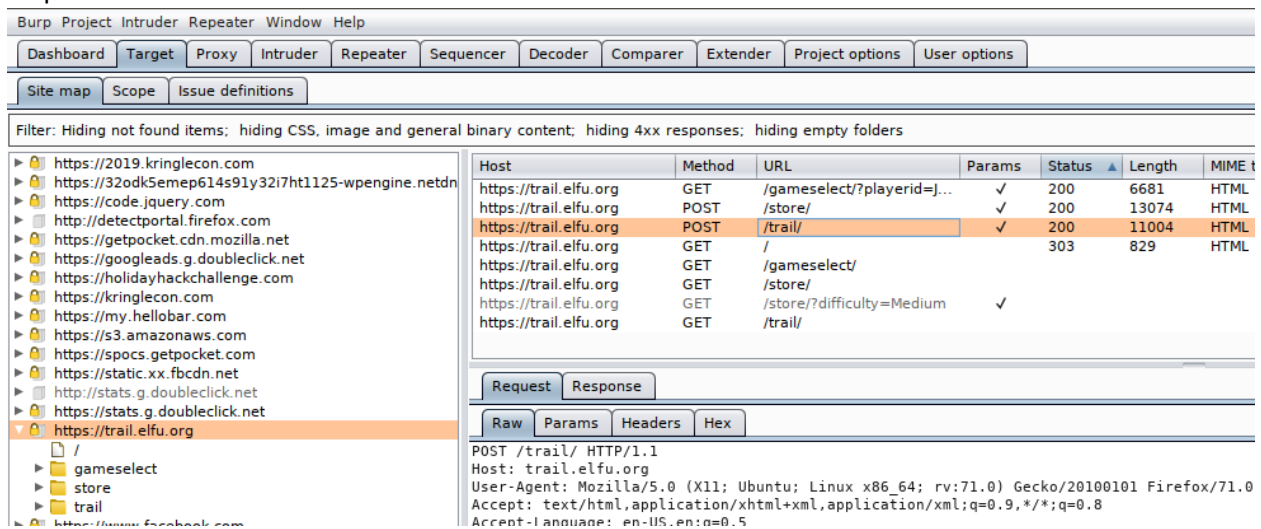 Burp Project Intruder Repeater Window Help
Dashboard Target Proxy Intruder Repeater Sequencer Decoder Comparer Extender Project options User options
Site map Scope Issue definitions
Filter: Hiding not found items; hiding CSS, image and general binary content; hiding 4xx responses; hiding empty folders
https://2019.kringlecon.com
https://32odk5emep614s91y32i7ht1125-wpengine.netdn
https://code.jquery.com
http://detectportal.firefox.com
https://getpocket.cdn.mozilla.net
https://googleads.g.doubleclick.net
https://holidayhackchallenge.com
https://kringlecon.com
https://my.hellobar.com
https://s3.amazonaws.com
https://spocs.getpocket.com
https://static.xx.fbcdn.net
http://stats.g.doubleclick.net
https://stats.g.doubleclick.net
https://trail.elfu.org
/
gameselect
store
trail
https://www.facebook.com
Host Method URL Params Status Length MIME t
https://trail.elfu.org GET /gameselect/?playerid=J... ✓ 200 6681 HTML
https://trail.elfu.org POST /store/ ✓ 200 13074 HTML
https://trail.elfu.org POST /trail/ ✓ 200 11004 HTML
https://trail.elfu.org GET / 303 829 HTML
https://trail.elfu.org GET /gameselect/
https://trail.elfu.org GET /store/
https://trail.elfu.org GET /store/?difficulty=Medium ✓
https://trail.elfu.org GET /trail/
Request Response
Raw Params Headers Hex
POST /trail/ HTTP/1.1
Host: trail.elfu.org
User-Agent: Mozilla/5.0 (X11; Ubuntu; Linux x86_64; rv:71.0) Gecko/20100101 Firefox/71.0
Accept: text/html,application/xhtml+xml,application/xml;q=0.9,*/*;q=0.8
Accept-Language: en-US,en;q=0.5